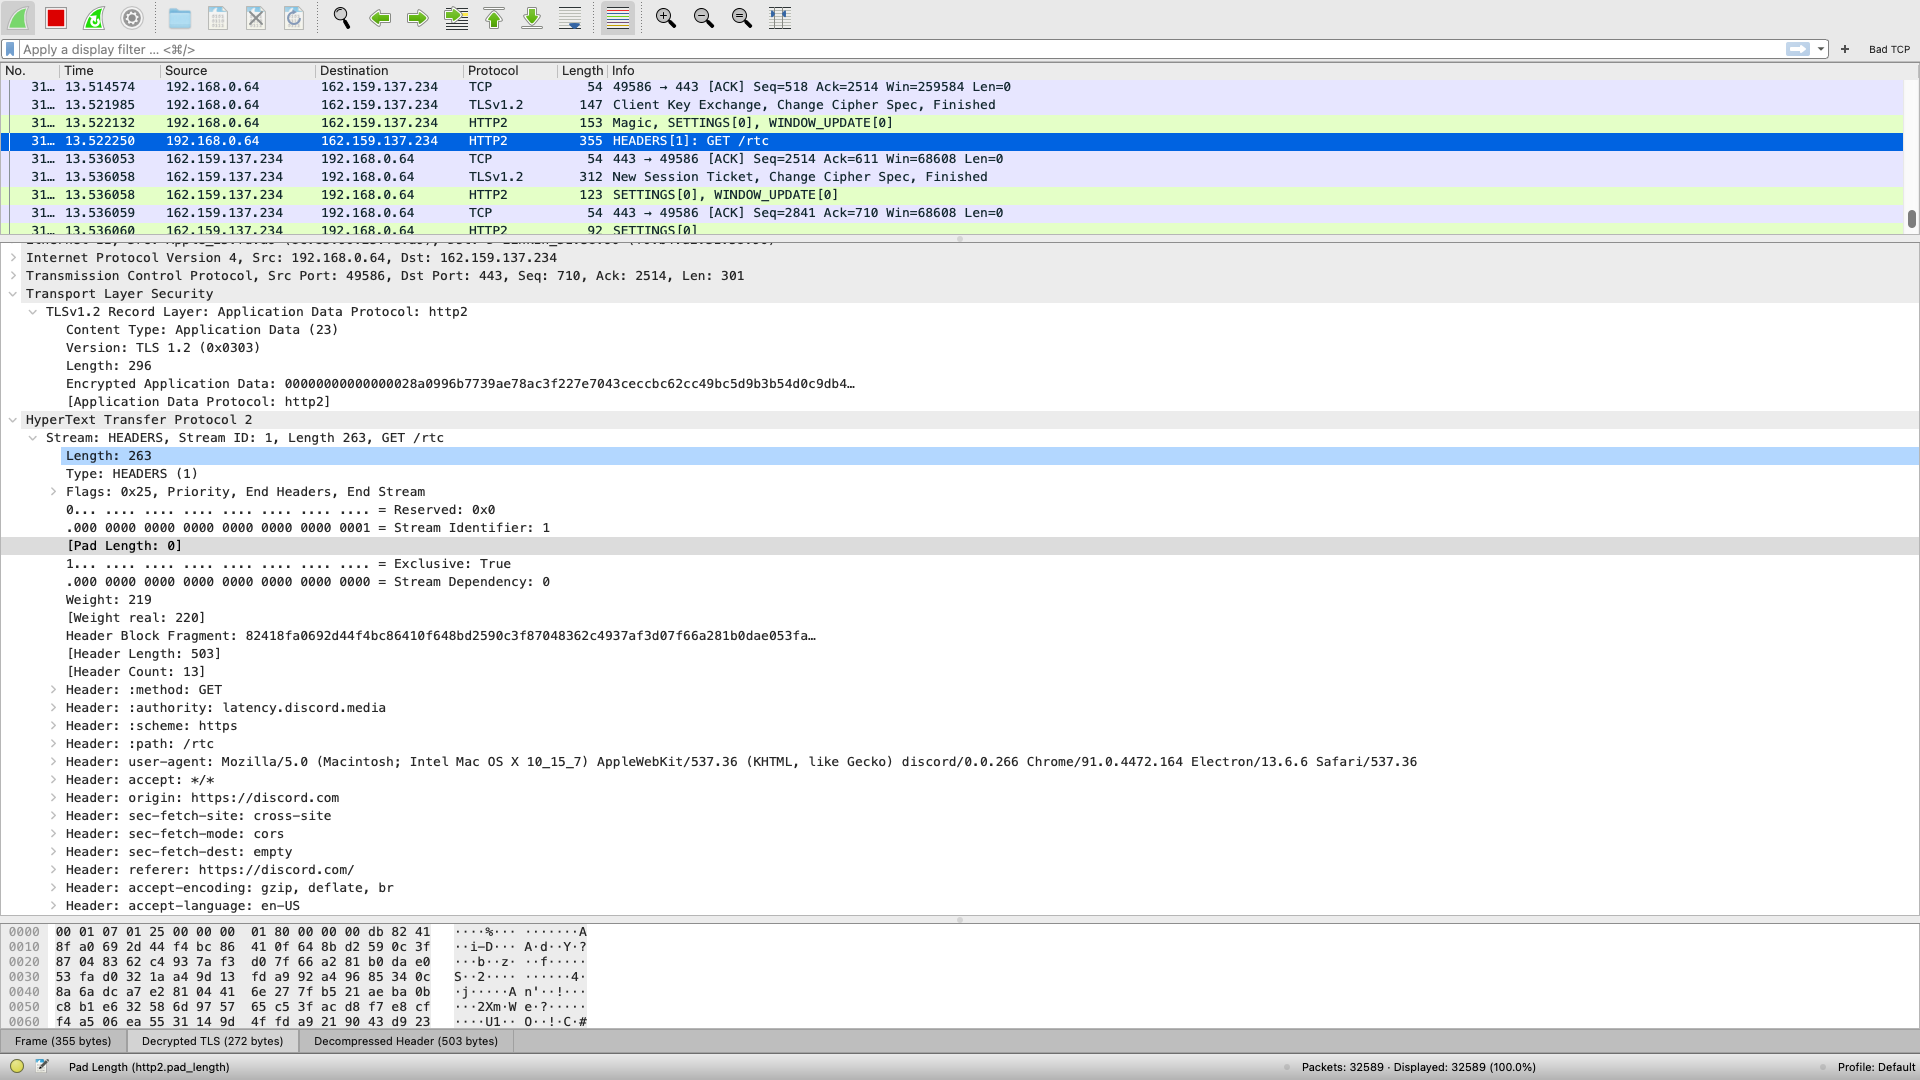 Apply a display filter ... <⌘/>
+ Bad TCP
No. Time Source Destination Protocol Length Info
31… 13.514574 192.168.0.64 162.159.137.234 TCP 54 49586 → 443 [ACK] Seq=518 Ack=2514 Win=259584 Len=0
31… 13.521985 192.168.0.64 162.159.137.234 TLSv1.2 147 Client Key Exchange, Change Cipher Spec, Finished
31… 13.522132 192.168.0.64 162.159.137.234 HTTP2 153 Magic, SETTINGS[0], WINDOW_UPDATE[0]
31… 13.522250 192.168.0.64 162.159.137.234 HTTP2 355 HEADERS[1]: GET /rtc
31… 13.536053 162.159.137.234 192.168.0.64 TCP 54 443 → 49586 [ACK] Seq=2514 Ack=611 Win=68608 Len=0
31… 13.536058 162.159.137.234 192.168.0.64 TLSv1.2 312 New Session Ticket, Change Cipher Spec, Finished
31… 13.536058 162.159.137.234 192.168.0.64 HTTP2 123 SETTINGS[0], WINDOW_UPDATE[0]
31… 13.536059 162.159.137.234 192.168.0.64 TCP 54 443 → 49586 [ACK] Seq=2841 Ack=710 Win=68608 Len=0
31… 13.536060 162.159.137.234 192.168.0.64 HTTP2 92 SETTINGS[0]
Internet Protocol Version 4, Src: 192.168.0.64, Dst: 162.159.137.234
Transmission Control Protocol, Src Port: 49586, Dst Port: 443, Seq: 710, Ack: 2514, Len: 301
Transport Layer Security
TLSv1.2 Record Layer: Application Data Protocol: http2
Content Type: Application Data (23)
Version: TLS 1.2 (0x0303)
Length: 296
Encrypted Application Data: 00000000000000028a0996b7739ae78ac3f227e7043ceccbc62cc49bc5d9b3b54d0c9db4…
[Application Data Protocol: http2]
HyperText Transfer Protocol 2
Stream: HEADERS, Stream ID: 1, Length 263, GET /rtc
Length: 263
Type: HEADERS (1)
Flags: 0x25, Priority, End Headers, End Stream
0... .... .... .... .... .... .... .... = Reserved: 0x0
.000 0000 0000 0000 0000 0000 0000 0001 = Stream Identifier: 1
[Pad Length: 0]
1... .... .... .... .... .... .... .... = Exclusive: True
.000 0000 0000 0000 0000 0000 0000 0000 = Stream Dependency: 0
Weight: 219
[Weight real: 220]
Header Block Fragment: 82418fa0692d44f4bc86410f648bd2590c3f87048362c4937af3d07f66a281b0dae053fa…
[Header Length: 503]
[Header Count: 13]
Header: :method: GET
Header: :authority: latency.discord.media
Header: :scheme: https
Header: :path: /rtc
Header: user-agent: Mozilla/5.0 (Macintosh; Intel Mac OS X 10_15_7) AppleWebKit/537.36 (KHTML, like Gecko) discord/0.0.266 Chrome/91.0.4472.164 Electron/13.6.6 Safari/537.36
Header: accept: */*
Header: origin: https://discord.com
Header: sec-fetch-site: cross-site
Header: sec-fetch-mode: cors
Header: sec-fetch-dest: empty
Header: referer: https://discord.com/
Header: accept-encoding: gzip, deflate, br
Header: accept-language: en-US
0000 00 01 07 01 25 00 00 00 01 80 00 00 00 db 82 41 ····%··· ·······A
0010 8f a0 69 2d 44 f4 bc 86 41 0f 64 8b d2 59 0c 3f ··i-D··· A·d··Y·?
0020 87 04 83 62 c4 93 7a f3 d0 7f 66 a2 81 b0 da e0 ···b··z· ··f·····
0030 53 fa d0 32 1a a4 9d 13 fd a9 92 a4 96 85 34 0c S··2···· ······4·
0040 8a 6a dc a7 e2 81 04 41 6e 27 7f b5 21 ae ba 0b ·j·····A n'··!···
0050 c8 b1 e6 32 58 6d 97 57 65 c5 3f ac d8 f7 e8 cf ···2Xm·W e·?·····
0060 f4 a5 06 ea 55 31 14 9d 4f fd a9 21 90 43 d9 23 ····U1·· O··!·C·#
Frame (355 bytes) Decrypted TLS (272 bytes) Decompressed Header (503 bytes)
Pad Length (http2.pad_length) Packets: 32589 · Displayed: 32589 (100.0%) Profile: Default